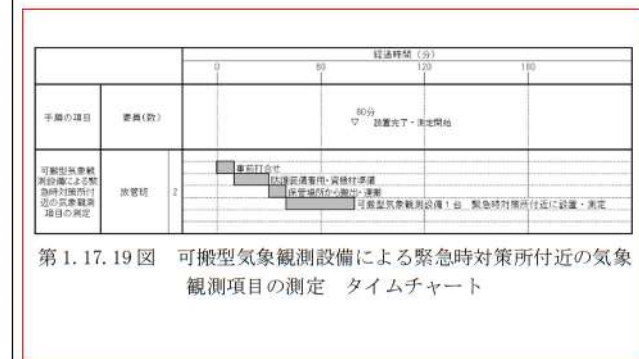 経過時間（分）
0 60 120 180
手順の項目 要員(数)
60分
▽ 設置完了・測定開始
事前打合せ
防護装備着用・資機材準備
保管場所から搬出・運搬
可搬型気象観測設備１台 緊急時対策所付近に設置・測定
可搬型気象観
測設備による緊
急時対策所付
近の気象観測
項目の測定
放管班 2
第 1.17.19 図 可搬型気象観測設備による緊急時対策所付近の気象
観測項目の測定 タイムチャート